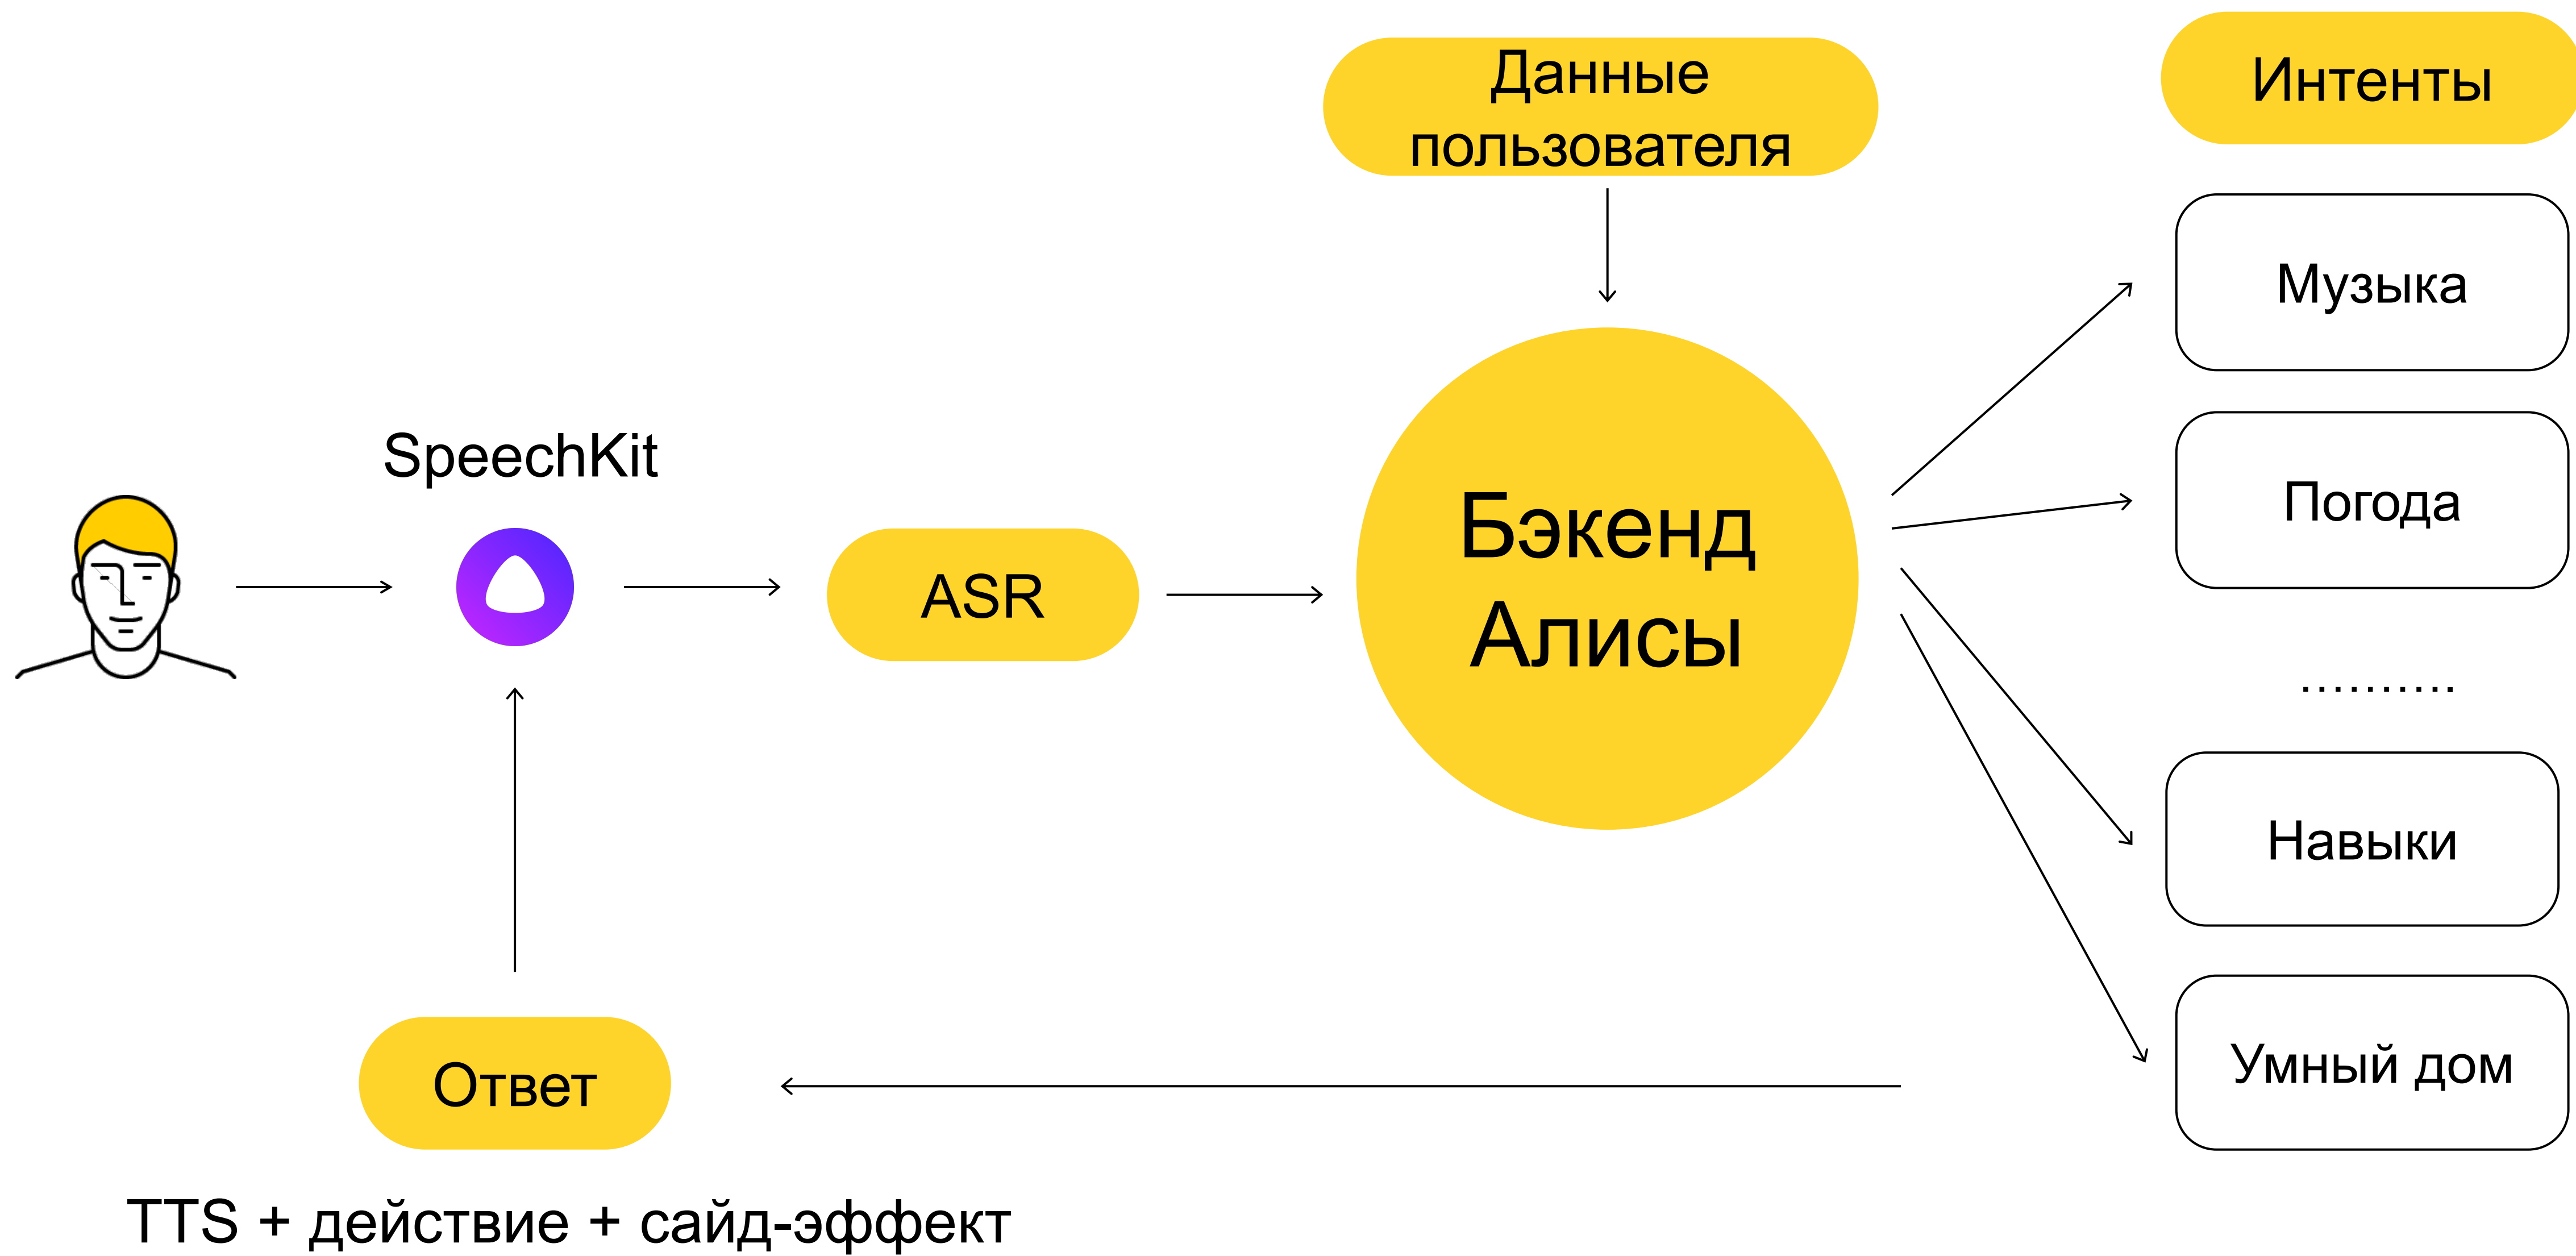 Данные
пользователя
Интенты
Музыка
SpeechKit
Погода
ASR
Бэкенд
Алисы
..........
Навыки
Ответ
Умный дом
TTS + действие + сайд-эффект